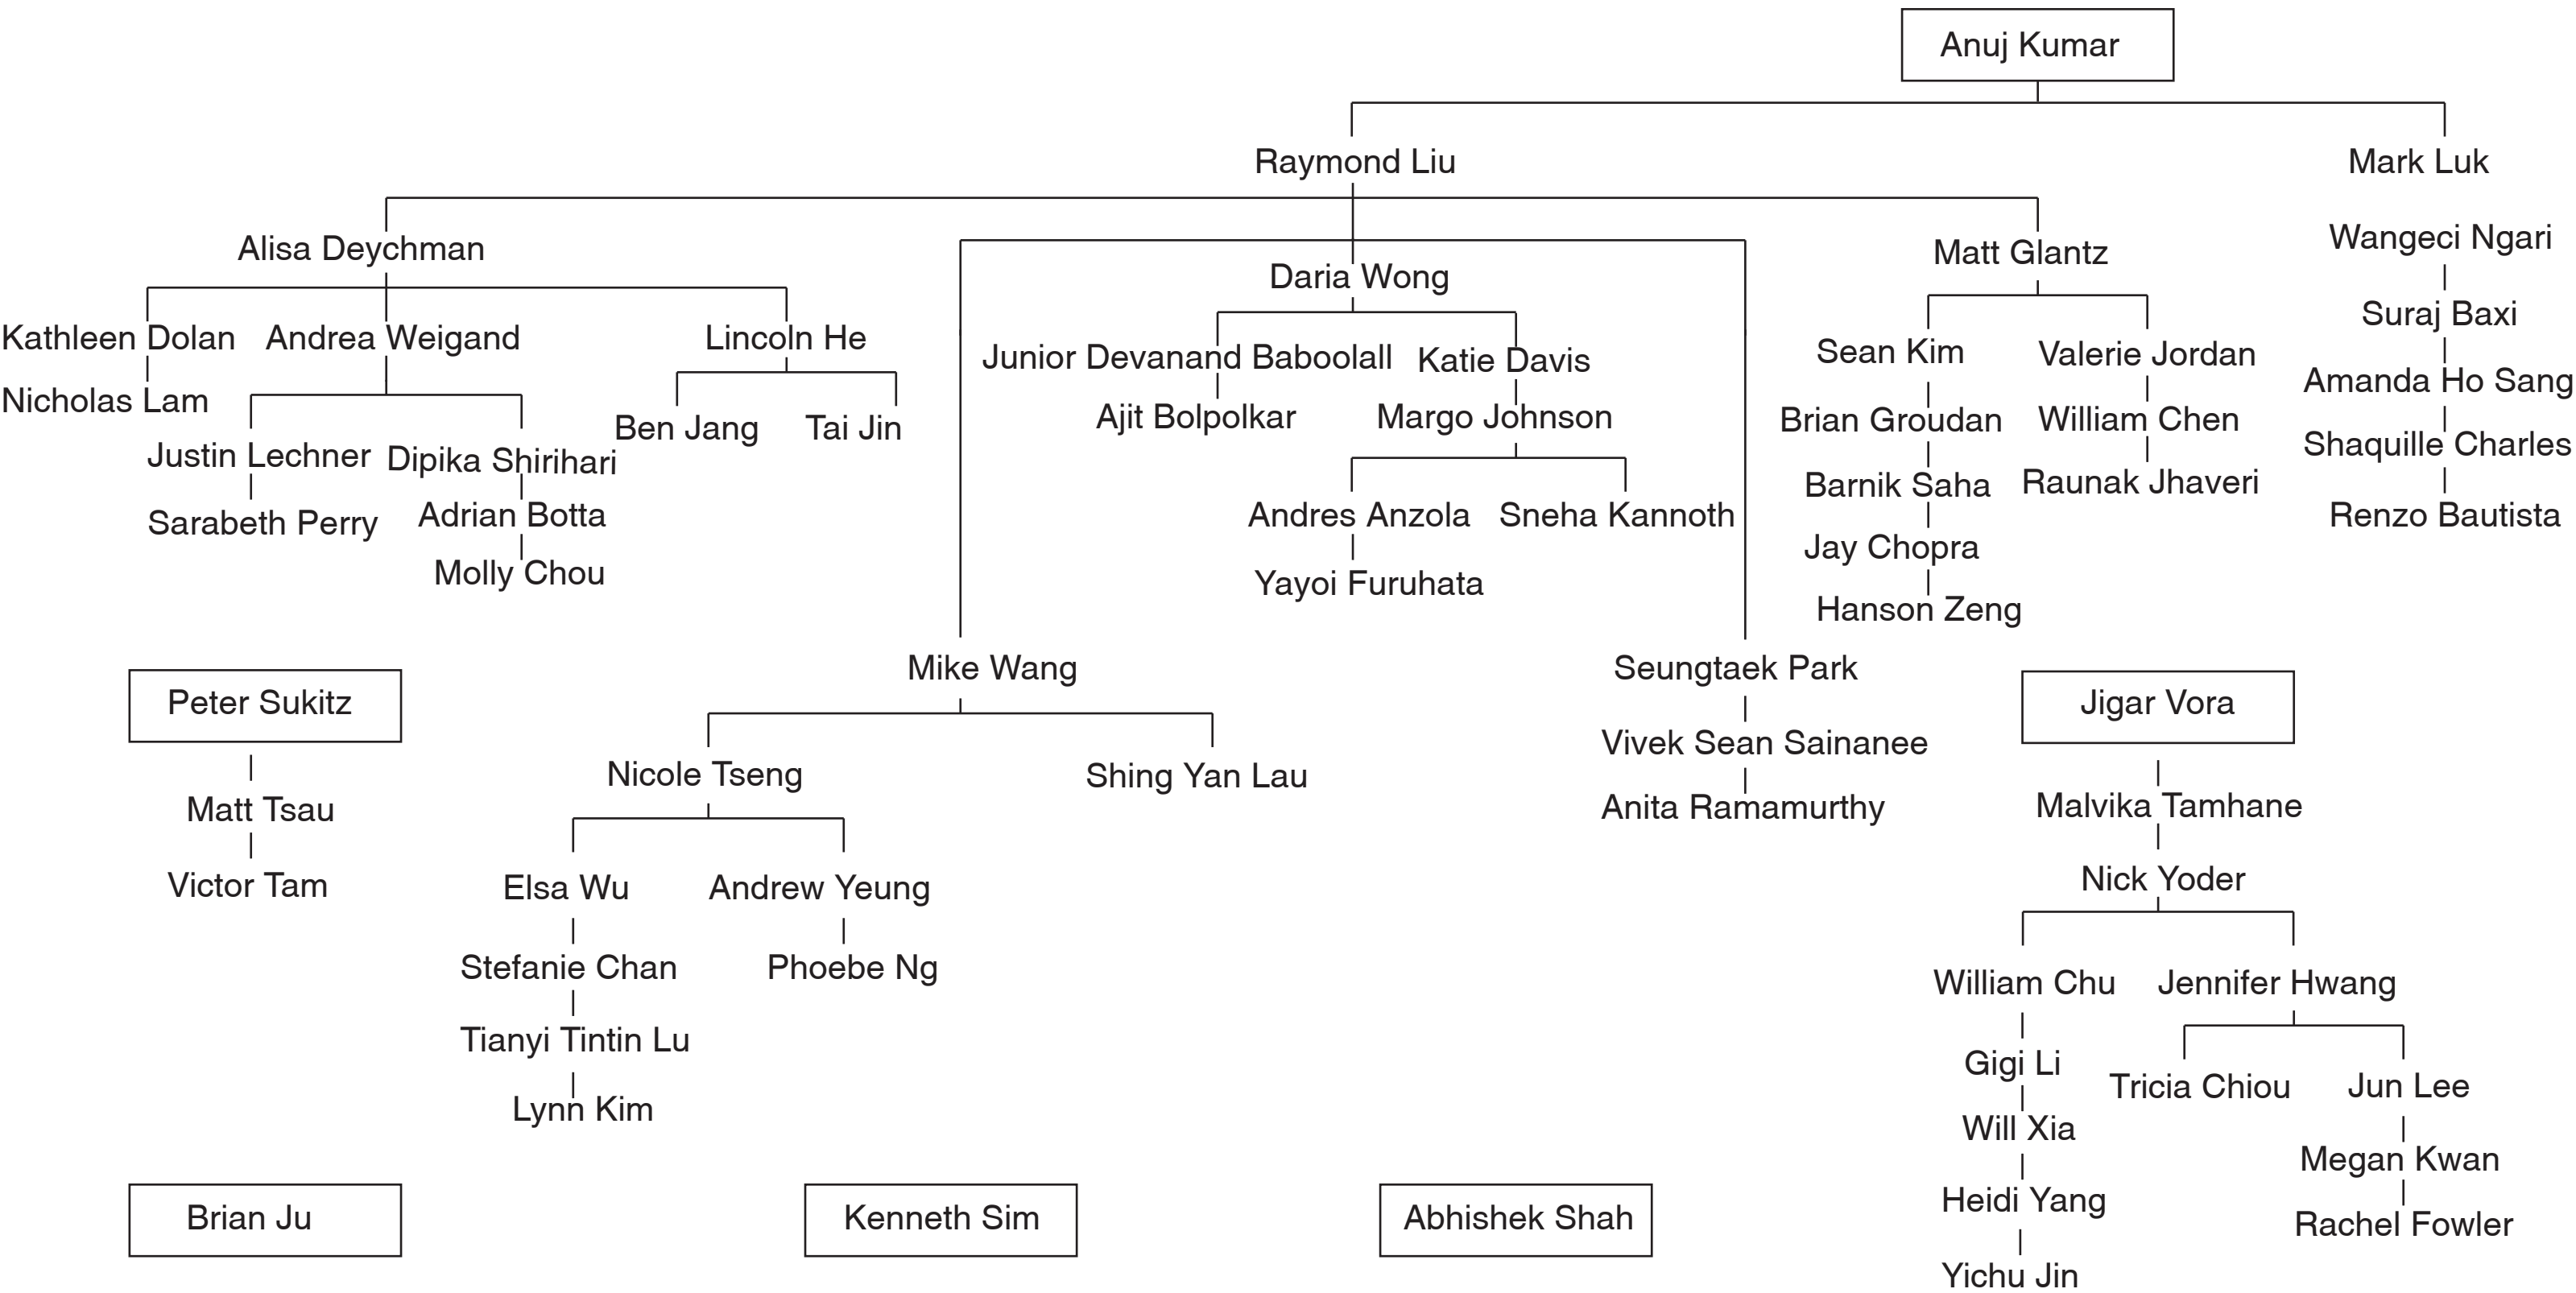 Anuj Kumar
Raymond Liu
Mark Luk
Alisa Deychman
Daria Wong
Matt Glantz
Wangeci Ngari
Kathleen Dolan
Andrea Weigand
Lincoln He
Junior Devanand Baboolall
Katie Davis
Sean Kim
Valerie Jordan
Suraj Baxi
Nicholas Lam
Ben Jang
Tai Jin
Ajit Bolpolkar
Margo Johnson
Brian Groudan
William Chen
Amanda Ho Sang
Justin Lechner
Dipika Shirihari
Barnik Saha
Raunak Jhaveri
Shaquille Charles
Sarabeth Perry
Adrian Botta
Andres Anzola
Sneha Kannoth
Jay Chopra
Renzo Bautista
Molly Chou
Yayoi Furuhata
Hanson Zeng
Peter Sukitz
Mike Wang
Seungtaek Park
Jigar Vora
Matt Tsau
Nicole Tseng
Shing Yan Lau
Vivek Sean Sainanee
Malvika Tamhane
Anita Ramamurthy
Victor Tam
Elsa Wu
Andrew Yeung
Nick Yoder
Stefanie Chan
Phoebe Ng
William Chu
Jennifer Hwang
Tianyi Tintin Lu
Gigi Li
Tricia Chiou
Jun Lee
Lynn Kim
Will Xia
Megan Kwan
Brian Ju
Kenneth Sim
Abhishek Shah
Heidi Yang
Rachel Fowler
Yichu Jin